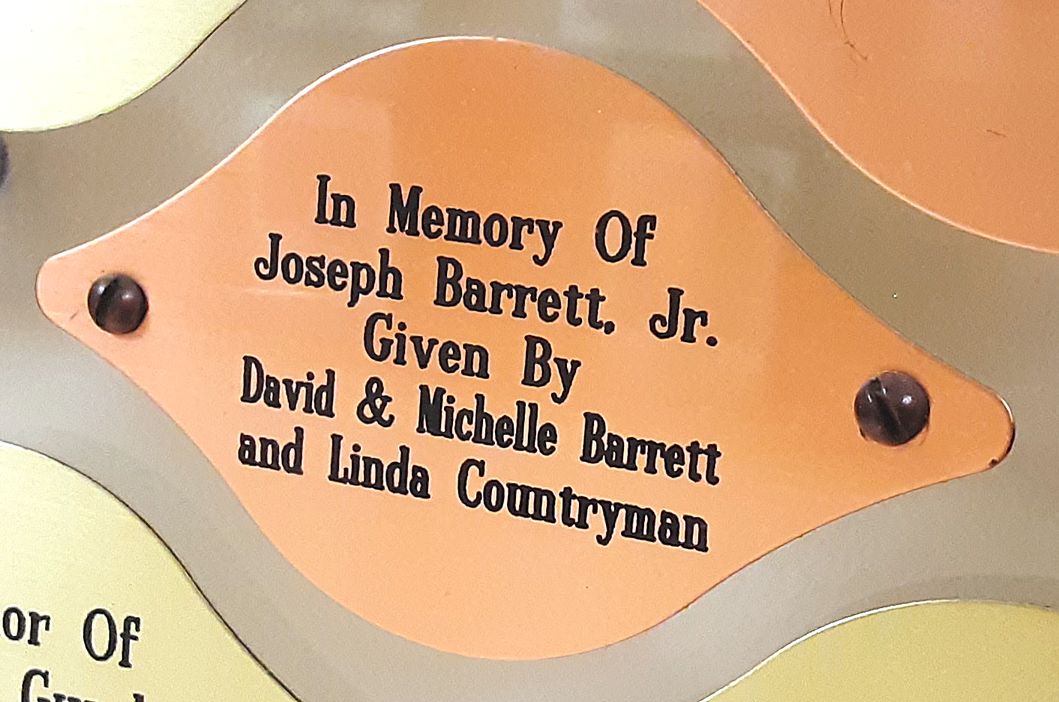 In Memory Of
Joseph Barrett, Jr.
Given By
David & Michelle Barrett
and Linda Countryman
or Of